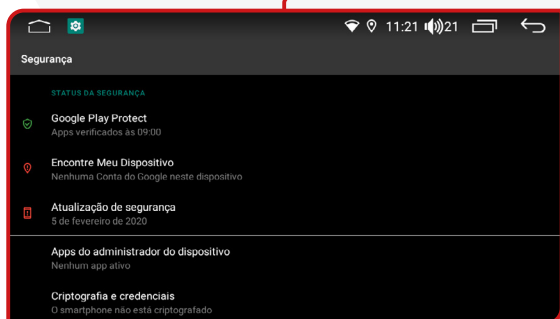 11:21 21
Segurança
STATUS DA SEGURANÇA
Google Play Protect
Apps verificados às 09:00
Encontre Meu Dispositivo
Nenhuma Conta do Google neste dispositivo
Atualização de segurança
5 de fevereiro de 2020
Apps do administrador do dispositivo
Nenhum app ativo
Criptografia e credenciais
O smartphone não está criptografado